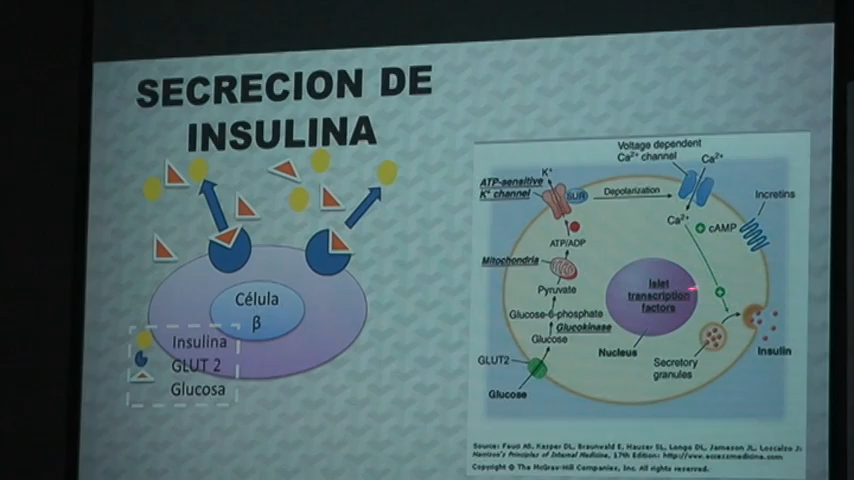 SECRECION DE
INSULINA
Célula
β
Insulina
GLUT 2
Glucosa
Voltage dependent
Ca2+ channel
Ca2+
K+
ATP-sensitive
K+ channel
SUR
Depolarization
Ca2+
cAMP
Incretins
ATP/ADP
Mitochondria
Pyruvate
Islet
transcription
factors
Glucose-6-phosphate
Glucokinase
Glucose
Nucleus
GLUT2
Glucose
Secretory
granules
Insulin
Source: Fauci AS, Kasper DL, Braunwald E, Hauser SL, Longo DL, Jameson JL, Loscalzo J:
Harrison's Principles of Internal Medicine, 17th Edition: http://www.accessmedicine.com
Copyright © The McGraw-Hill Companies, Inc. All rights reserved.